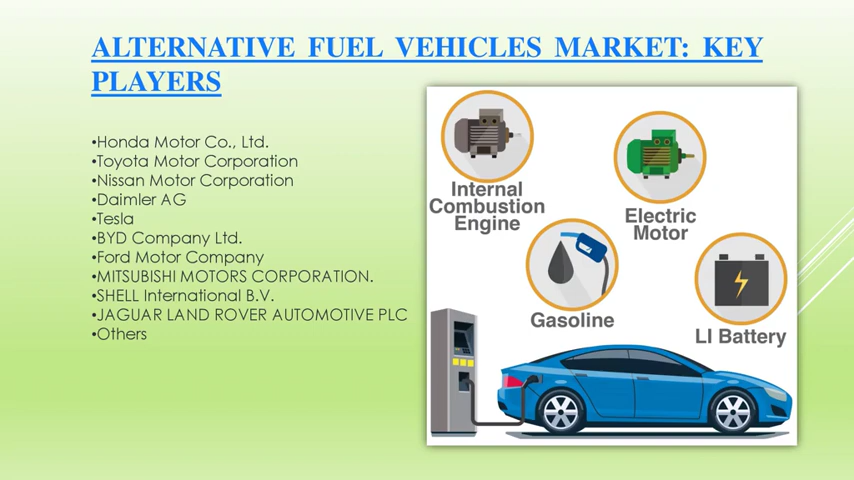 ALTERNATIVE FUEL VEHICLES MARKET: KEY
PLAYERS
•Honda Motor Co., Ltd.
•Toyota Motor Corporation
•Nissan Motor Corporation
•Daimler AG
•Tesla
•BYD Company Ltd.
•Ford Motor Company
•MITSUBISHI MOTORS CORPORATION.
•SHELL International B.V.
•JAGUAR LAND ROVER AUTOMOTIVE PLC
•Others
Internal
Combustion
Engine
Electric
Motor
Gasoline
LI Battery